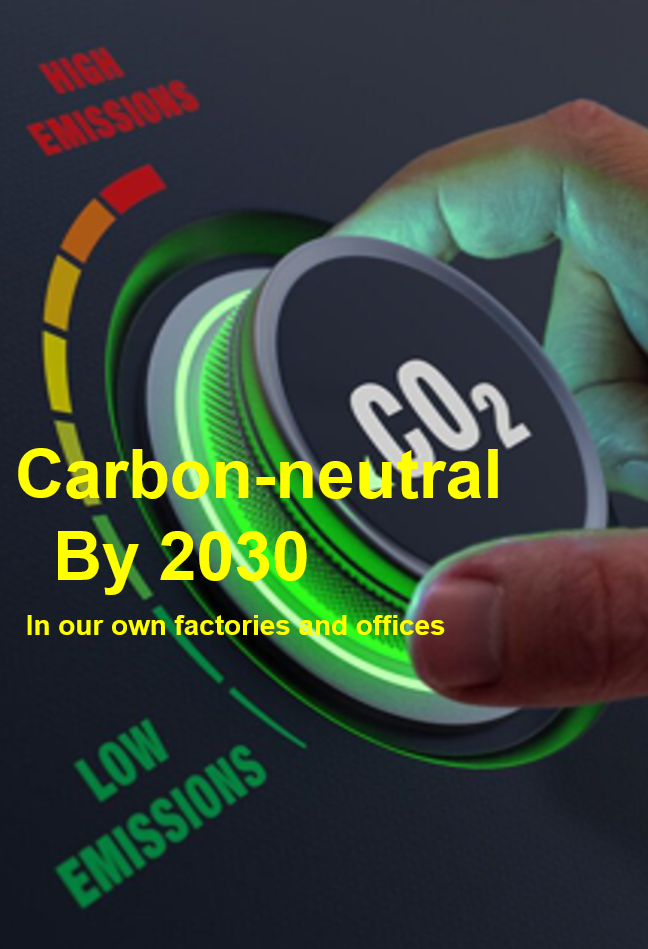 HIGH
EMISSIONS
CO₂
Carbon-neutral
By 2030
In our own factories and offices
LOW
EMISSIONS